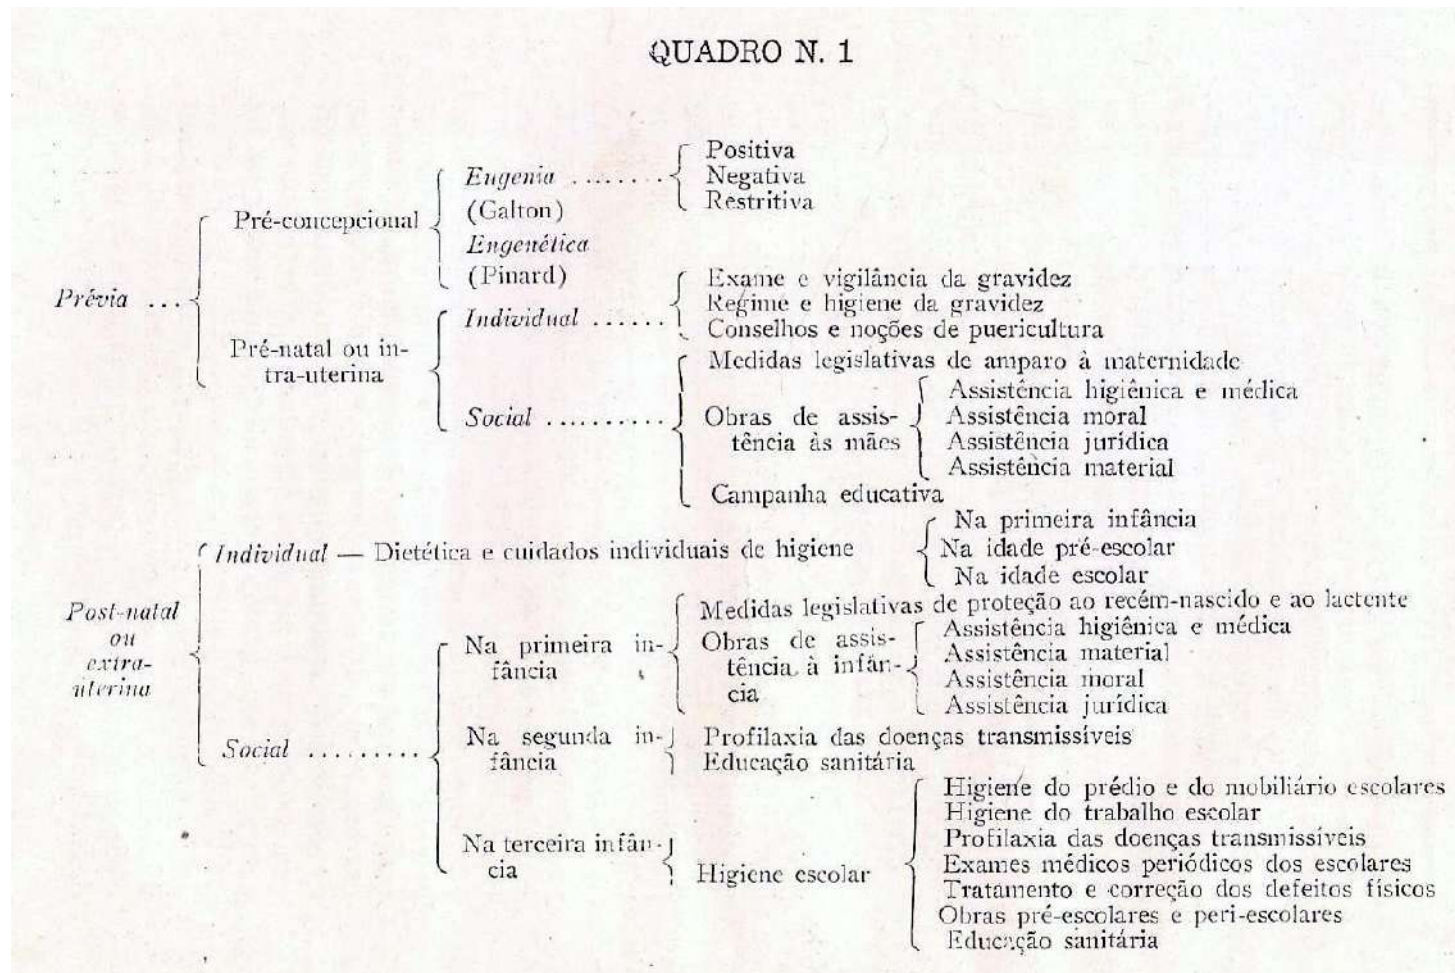 QUADRO N. 1
Prévia ...
Pré-concepcional
Eugenia ........
(Galton)
Engenética
(Pinard)
Positiva
Negativa
Restritiva
Pré-natal ou in-
tra-uterina
Individual ......
Exame e vigilância da gravidez
Regime e higiene da gravidez
Conselhos e noções de puericultura
Social ..........
Medidas legislativas de amparo à maternidade
Obras de assis-
tência às mães
Assistência higiênica e médica
Assistência moral
Assistência jurídica
Assistência material
Campanha educativa
Post-natal
ou
extra-
uterina
Individual — Dietética e cuidados individuais de higiene
Na primeira infância
Na idade pré-escolar
Na idade escolar
Social .........
Na primeira in-
fância
Medidas legislativas de proteção ao recém-nascido e ao lactente
Obras de assis-
tência à infân-
cia
Assistência higiênica e médica
Assistência material
Assistência moral
Assistência jurídica
Na segunda in-
fância
Profilaxia das doenças transmissíveis
Educação sanitária
Na terceira infân-
cia
Higiene escolar
Higiene do prédio e do mobiliário escolares
Higiene do trabalho escolar
Profilaxia das doenças transmissíveis
Exames médicos periódicos dos escolares
Tratamento e correção dos defeitos físicos
Obras pré-escolares e peri-escolares
Educação sanitária